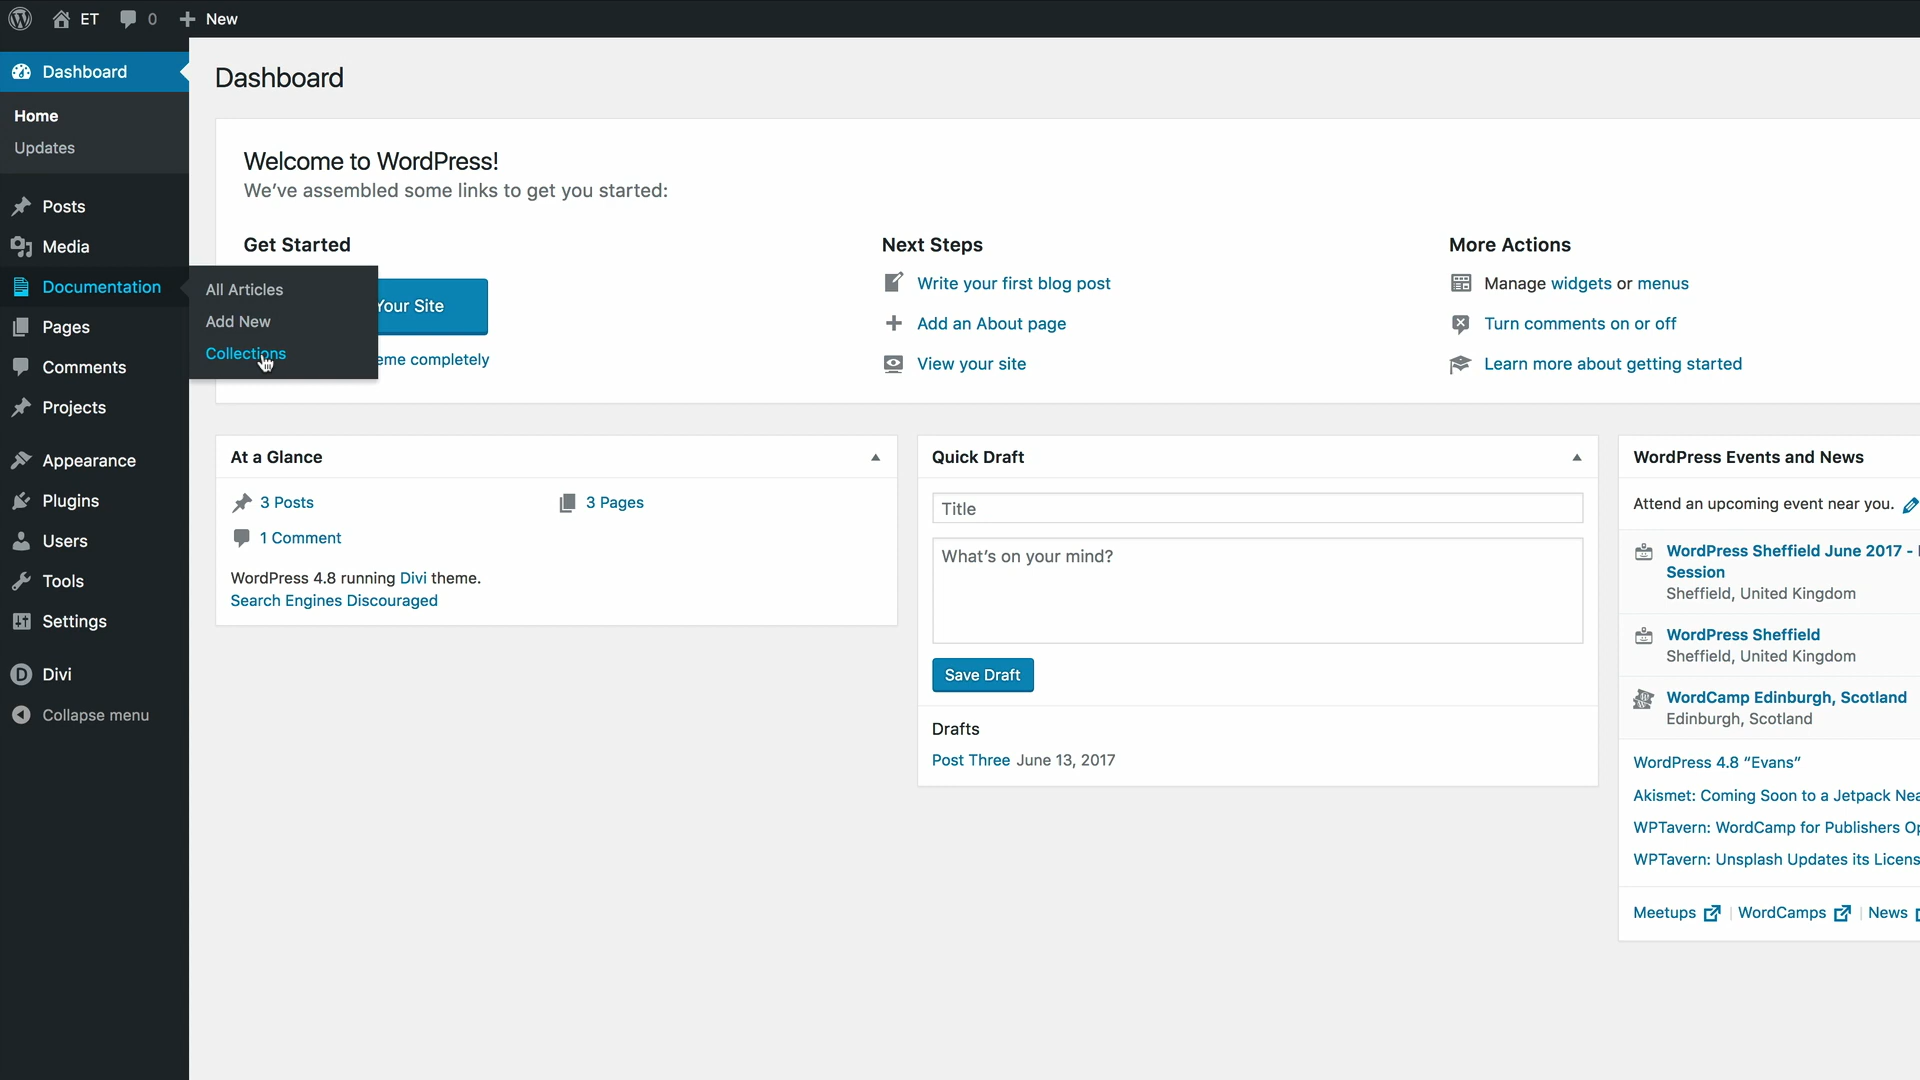 ET
0
New
Dashboard
Home
Updates
Posts
Media
Documentation
Pages
Comments
Projects
Appearance
Plugins
Users
Tools
Settings
Divi
Collapse menu
All Articles
Add New
Collections
Dashboard
Welcome to WordPress!
We've assembled some links to get you started:
Get Started
Your Site
eme completely
Next Steps
Write your first blog post
Add an About page
View your site
More Actions
Manage widgets or menus
Turn comments on or off
Learn more about getting started
At a Glance
3 Posts
3 Pages
1 Comment
WordPress 4.8 running Divi theme.
Search Engines Discouraged
Quick Draft
Title
What's on your mind?
Save Draft
Drafts
Post Three June 13, 2017
WordPress Events and News
Attend an upcoming event near you.
WordPress Sheffield June 2017 -
Session
Sheffield, United Kingdom
WordPress Sheffield
Sheffield, United Kingdom
WordCamp Edinburgh, Scotland
Edinburgh, Scotland
WordPress 4.8 “Evans”
Akismet: Coming Soon to a Jetpack Nea
WPTavern: WordCamp for Publishers Op
WPTavern: Unsplash Updates its Licens
Meetups | WordCamps | News